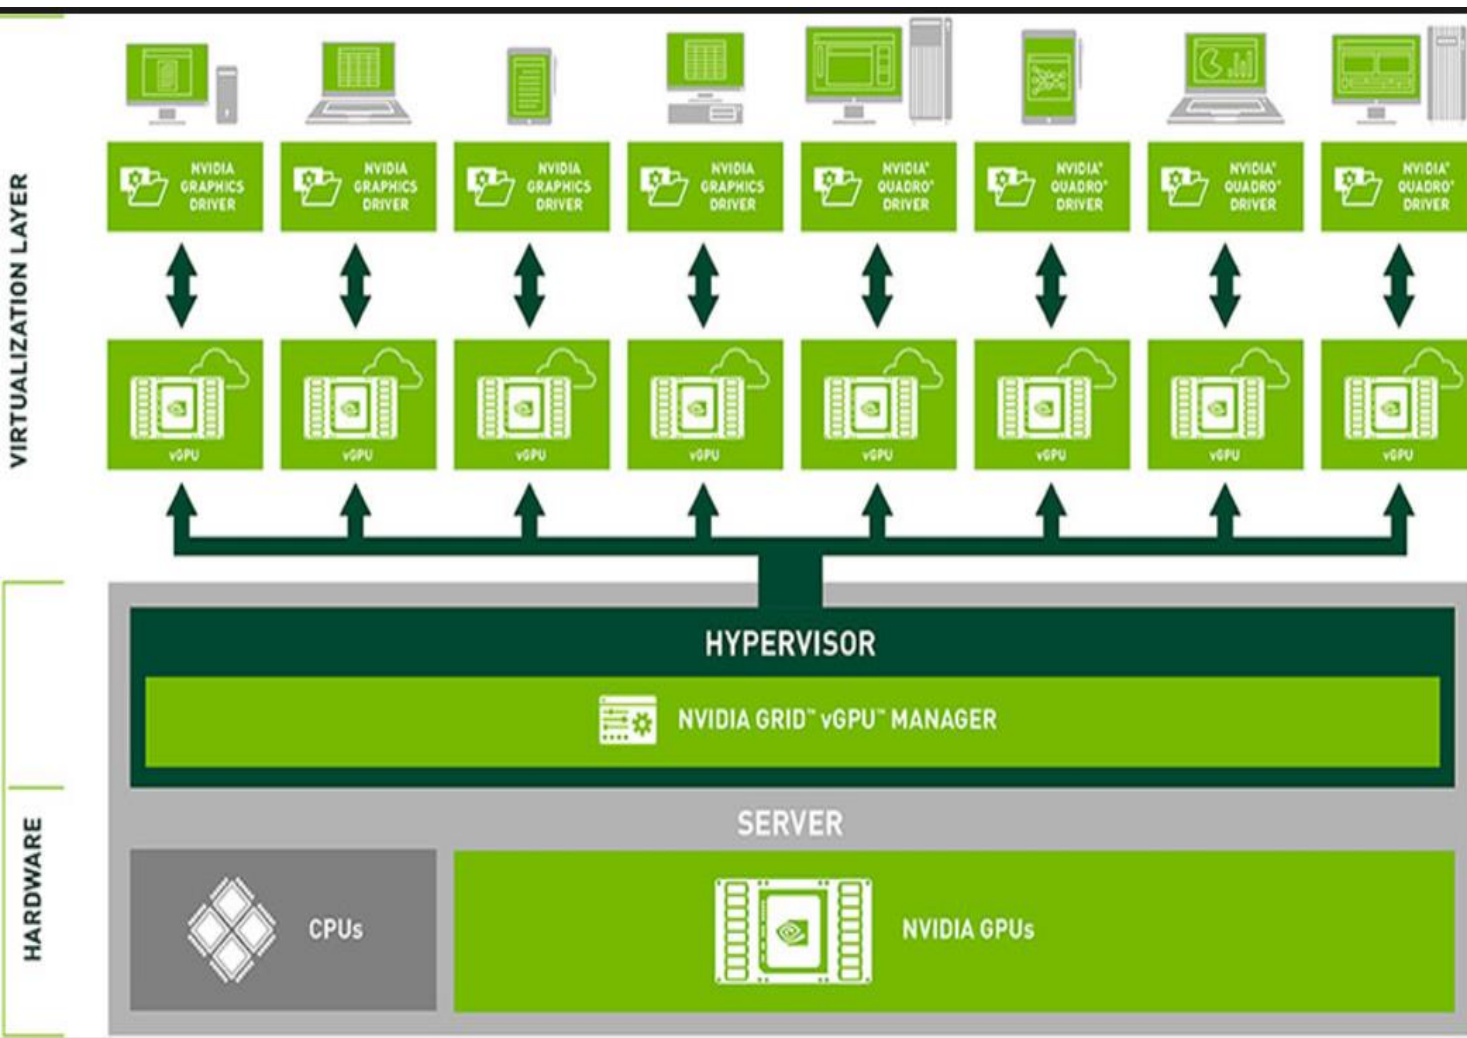 VIRTUALIZATION LAYER
NVIDIA
GRAPHICS
DRIVER
NVIDIA
GRAPHICS
DRIVER
NVIDIA
GRAPHICS
DRIVER
NVIDIA
GRAPHICS
DRIVER
NVIDIA®
QUADRO®
DRIVER
NVIDIA®
QUADRO®
DRIVER
NVIDIA®
QUADRO®
DRIVER
NVIDIA®
QUADRO®
DRIVER
vGPU
vGPU
vGPU
vGPU
vGPU
vGPU
vGPU
vGPU
HYPERVISOR
NVIDIA GRID™ vGPU™ MANAGER
HARDWARE
SERVER
CPUs
NVIDIA GPUs